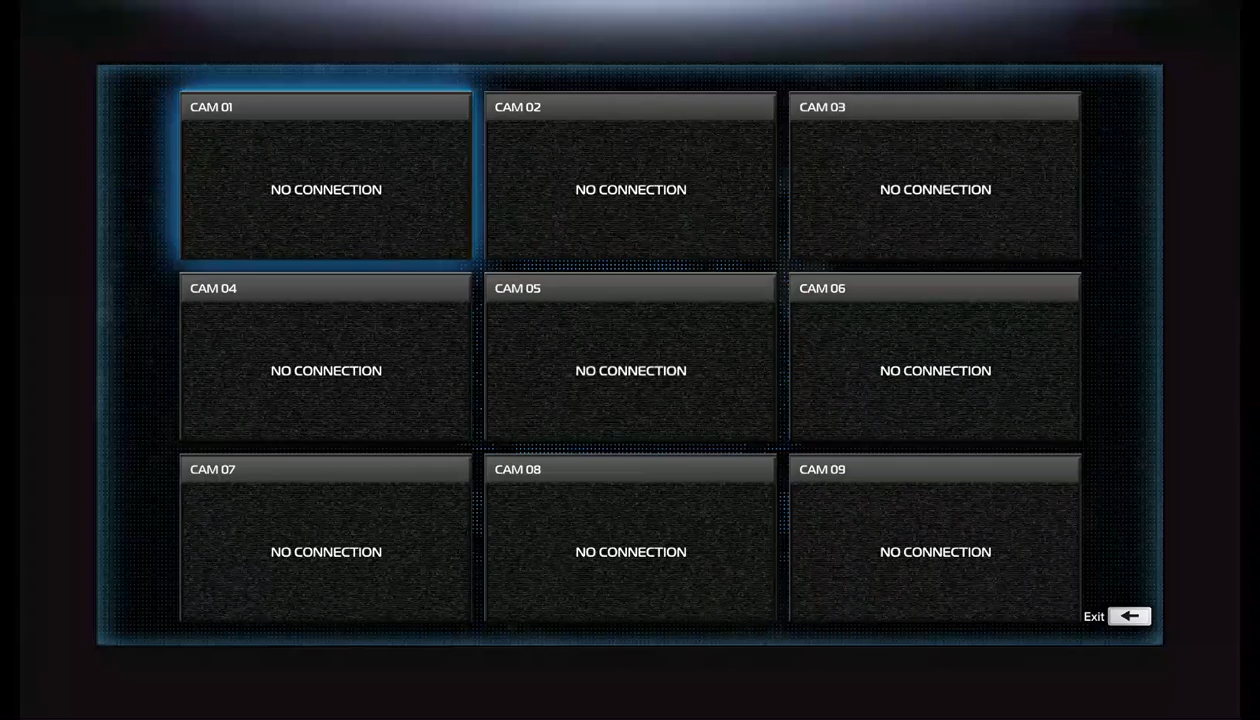 CAM 01
CAM 02
CAM 03
NO CONNECTION
NO CONNECTION
NO CONNECTION
CAM 04
CAM 05
CAM 06
NO CONNECTION
NO CONNECTION
NO CONNECTION
CAM 07
CAM 08
CAM 09
NO CONNECTION
NO CONNECTION
NO CONNECTION
Exit